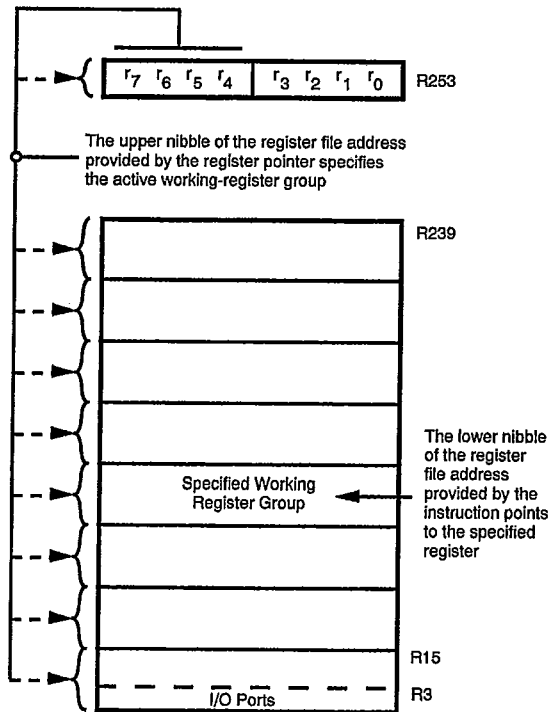 r7 r6 r5 r4 r3 r2 r1 r0 R253
The upper nibble of the register file address
provided by the register pointer specifies
the active working-register group
R239
The lower nibble
of the register
file address
provided by the
instruction points
to the specified
register
Specified Working
Register Group
R15
R3
I/O Ports